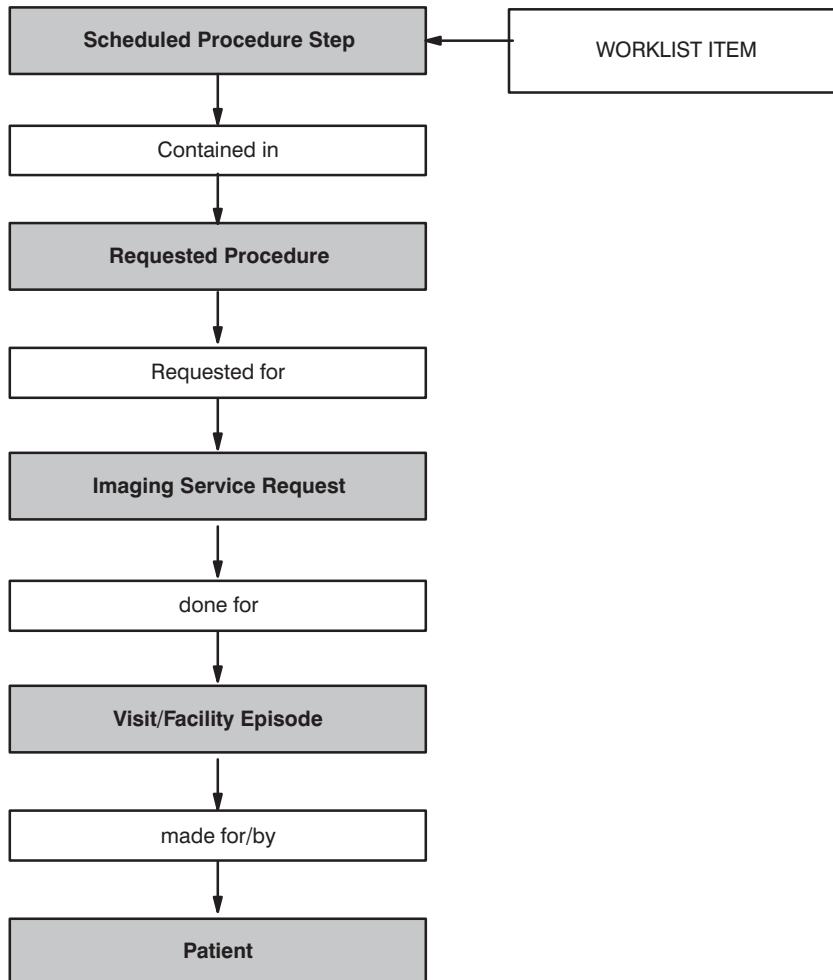 Scheduled Procedure Step
WORKLIST ITEM
Contained in
Requested Procedure
Requested for
Imaging Service Request
done for
Visit/Facility Episode
made for/by
Patient